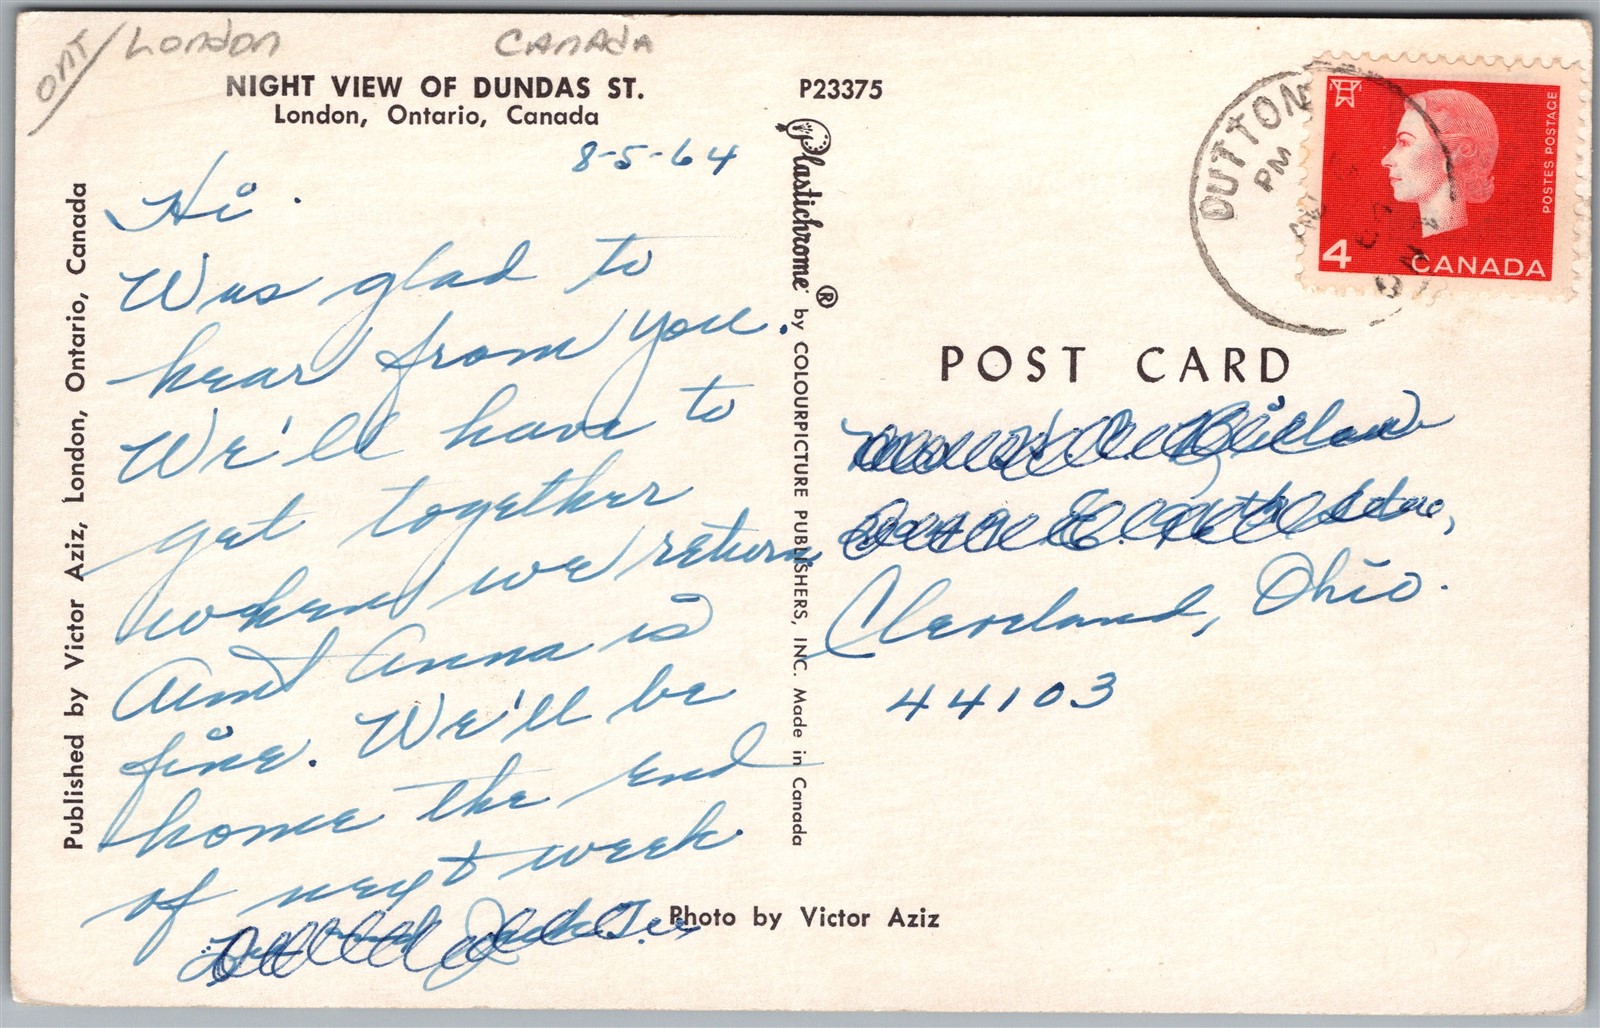 ONT / LONDON CANADA
NIGHT VIEW OF DUNDAS ST.
London, Ontario, Canada
8-5-64
Hi.
Was glad to
hear from you.
We'll have to
get together
when we return.
Aunt Anna is
fine. We'll be
home the end
of next week.
Published by Victor Aziz, London, Ontario, Canada
P23375
Plastichrome® by COLOURPICTURE PUBLISHERS, INC. Made in Canada
Photo by Victor Aziz
DUTTON
PM
ONT
4 CANADA
POSTES POSTAGE
POST CARD
Cleveland, Ohio.
44103